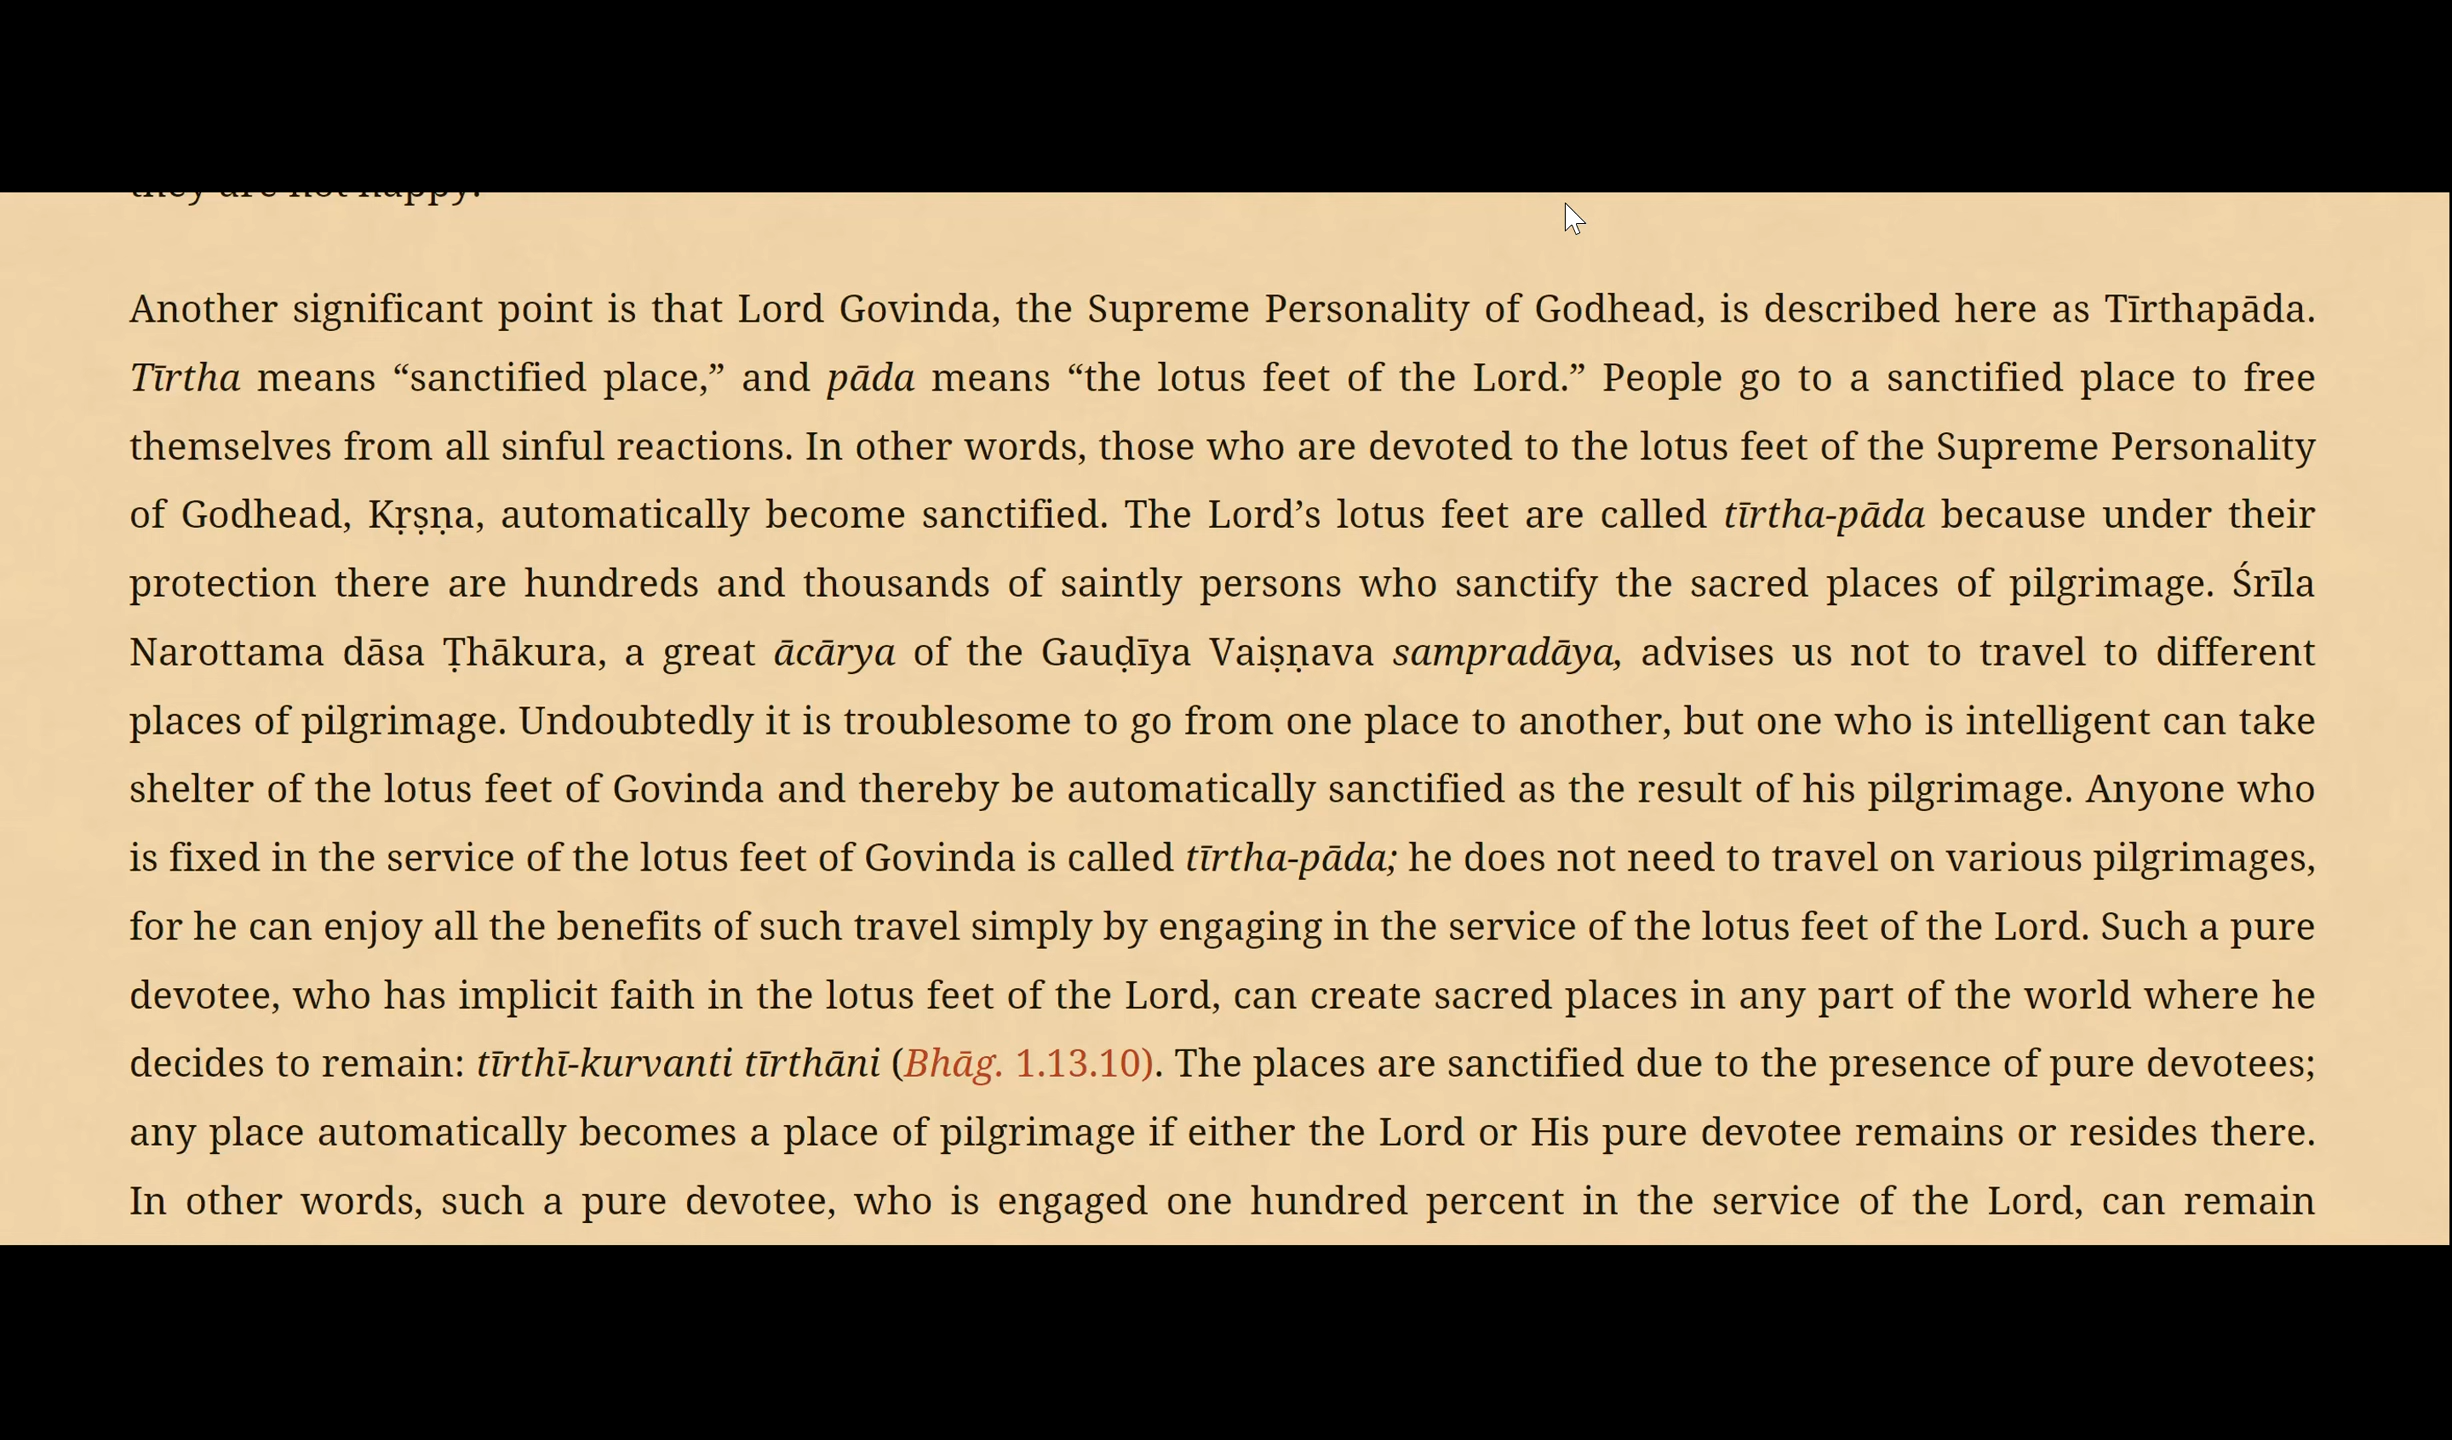 they are not happy.
Another significant point is that Lord Govinda, the Supreme Personality of Godhead, is described here as Tīrthapāda.
Tīrtha means “sanctified place,” and pāda means “the lotus feet of the Lord.” People go to a sanctified place to free
themselves from all sinful reactions. In other words, those who are devoted to the lotus feet of the Supreme Personality
of Godhead, Kṛṣṇa, automatically become sanctified. The Lord’s lotus feet are called tīrtha-pāda because under their
protection there are hundreds and thousands of saintly persons who sanctify the sacred places of pilgrimage. Śrīla
Narottama dāsa Ṭhākura, a great ācārya of the Gauḍīya Vaiṣṇava sampradāya, advises us not to travel to different
places of pilgrimage. Undoubtedly it is troublesome to go from one place to another, but one who is intelligent can take
shelter of the lotus feet of Govinda and thereby be automatically sanctified as the result of his pilgrimage. Anyone who
is fixed in the service of the lotus feet of Govinda is called tīrtha-pāda; he does not need to travel on various pilgrimages,
for he can enjoy all the benefits of such travel simply by engaging in the service of the lotus feet of the Lord. Such a pure
devotee, who has implicit faith in the lotus feet of the Lord, can create sacred places in any part of the world where he
decides to remain: tīrthī-kurvanti tīrthāni (Bhāg. 1.13.10). The places are sanctified due to the presence of pure devotees;
any place automatically becomes a place of pilgrimage if either the Lord or His pure devotee remains or resides there.
In other words, such a pure devotee, who is engaged one hundred percent in the service of the Lord, can remain